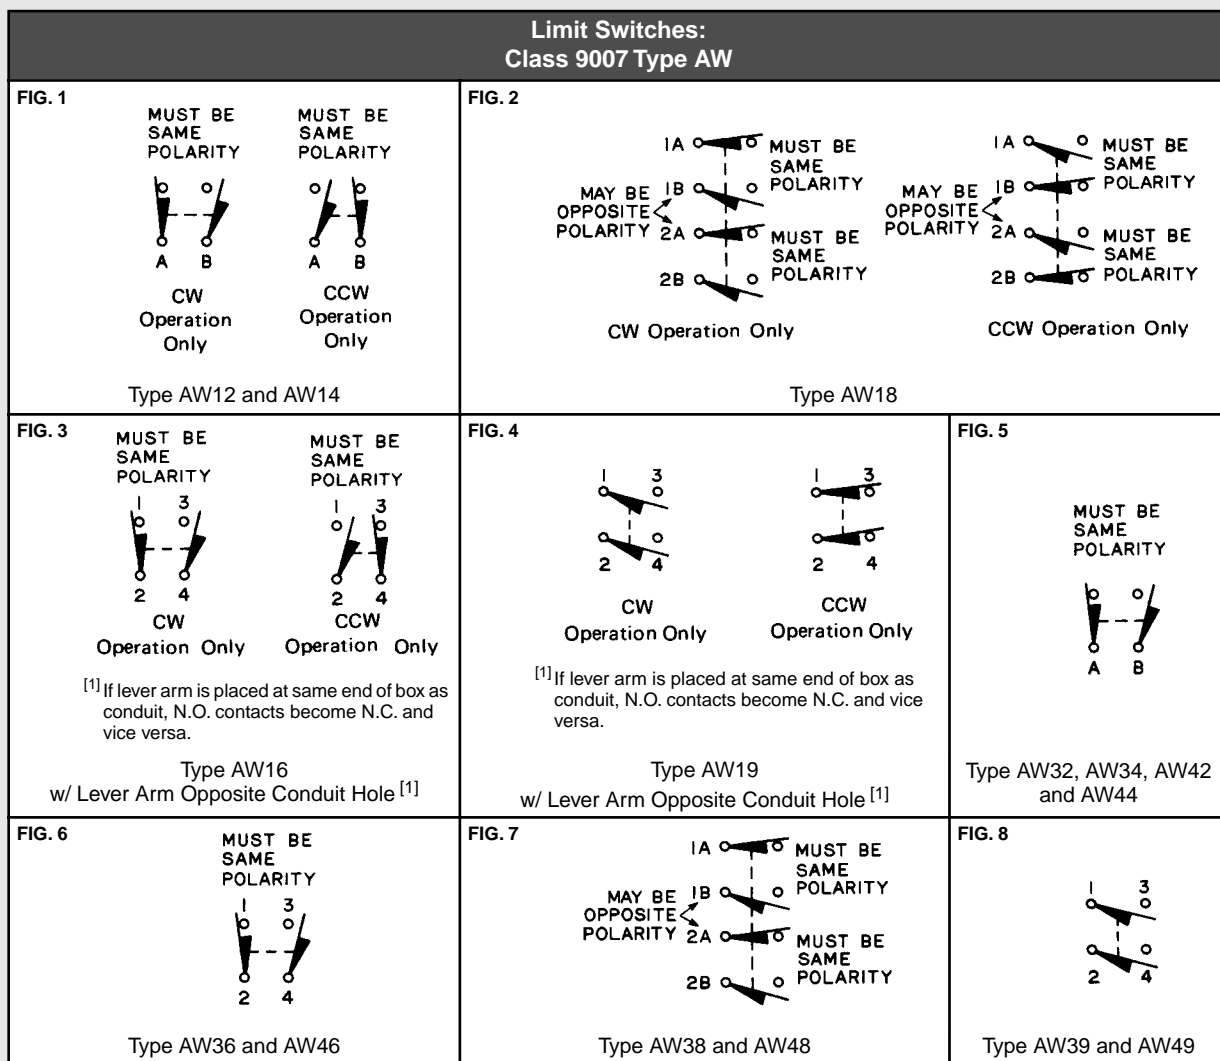 Limit Switches:
Class 9007 Type AW
FIG. 1
MUST BE
SAME
POLARITY
A B
CW
Operation
Only
MUST BE
SAME
POLARITY
A B
CCW
Operation
Only
Type AW12 and AW14
FIG. 2
1A
1B
2A
2B
MUST BE
SAME
POLARITY
MAY BE
OPPOSITE
POLARITY
MUST BE
SAME
POLARITY
CW Operation Only
1A
1B
2A
2B
MUST BE
SAME
POLARITY
MAY BE
OPPOSITE
POLARITY
MUST BE
SAME
POLARITY
CCW Operation Only
Type AW18
FIG. 3
MUST BE
SAME
POLARITY
1 3
2 4
CW
Operation Only
MUST BE
SAME
POLARITY
1 3
2 4
CCW
Operation Only
[1] If lever arm is placed at same end of box as
conduit, N.O. contacts become N.C. and
vice versa.
Type AW16
w/ Lever Arm Opposite Conduit Hole [1]
FIG. 4
1 3
2 4
CW
Operation Only
1 3
2 4
CCW
Operation Only
[1] If lever arm is placed at same end of box as
conduit, N.O. contacts become N.C. and vice
versa.
Type AW19
w/ Lever Arm Opposite Conduit Hole [1]
FIG. 5
MUST BE
SAME
POLARITY
A B
Type AW32, AW34, AW42
and AW44
FIG. 6
MUST BE
SAME
POLARITY
1 3
2 4
Type AW36 and AW46
FIG. 7
1A
1B
2A
2B
MUST BE
SAME
POLARITY
MAY BE
OPPOSITE
POLARITY
MUST BE
SAME
POLARITY
Type AW38 and AW48
FIG. 8
1 3
2 4
Type AW39 and AW49